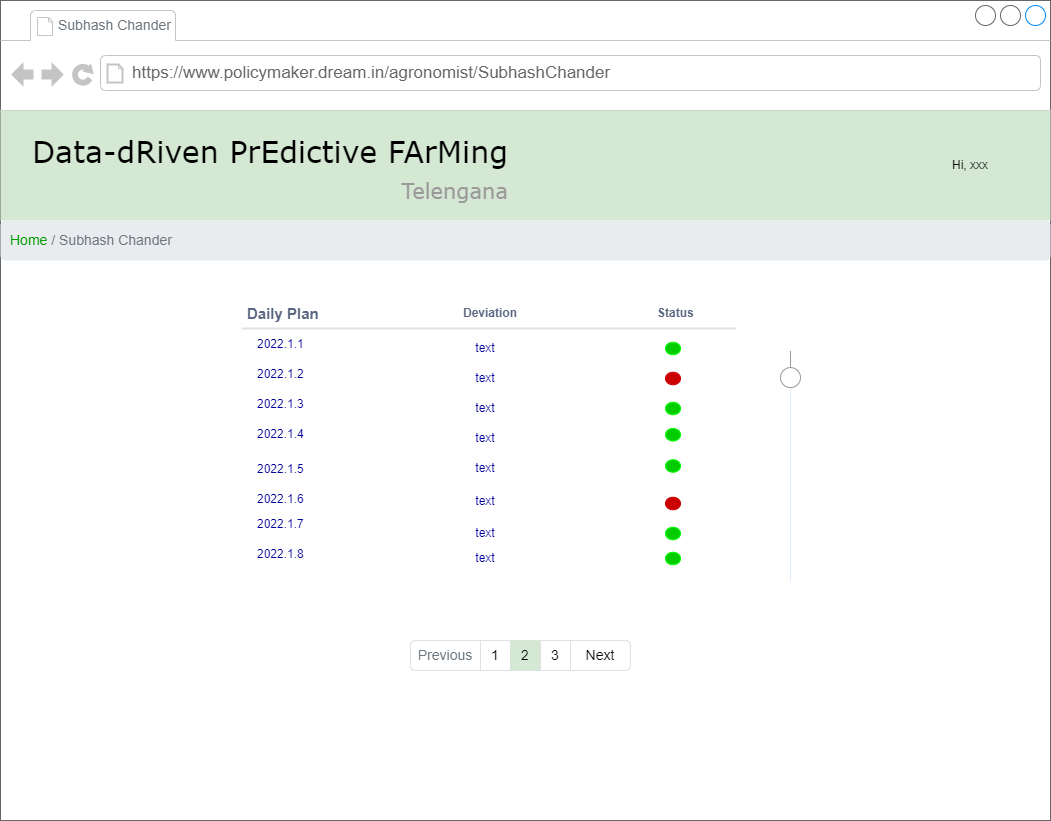 Subhash Chander
https://www.policymaker.dream.in/agronomist/SubhashChander
Data-dRiven PrEdictive FArMing
Hi, xxx
Telengana
Home / Subhash Chander
Daily Plan Deviation Status
2022.1.1 text
2022.1.2 text
2022.1.3 text
2022.1.4 text
2022.1.5 text
2022.1.6 text
2022.1.7 text
2022.1.8 text
Previous 1 2 3 Next